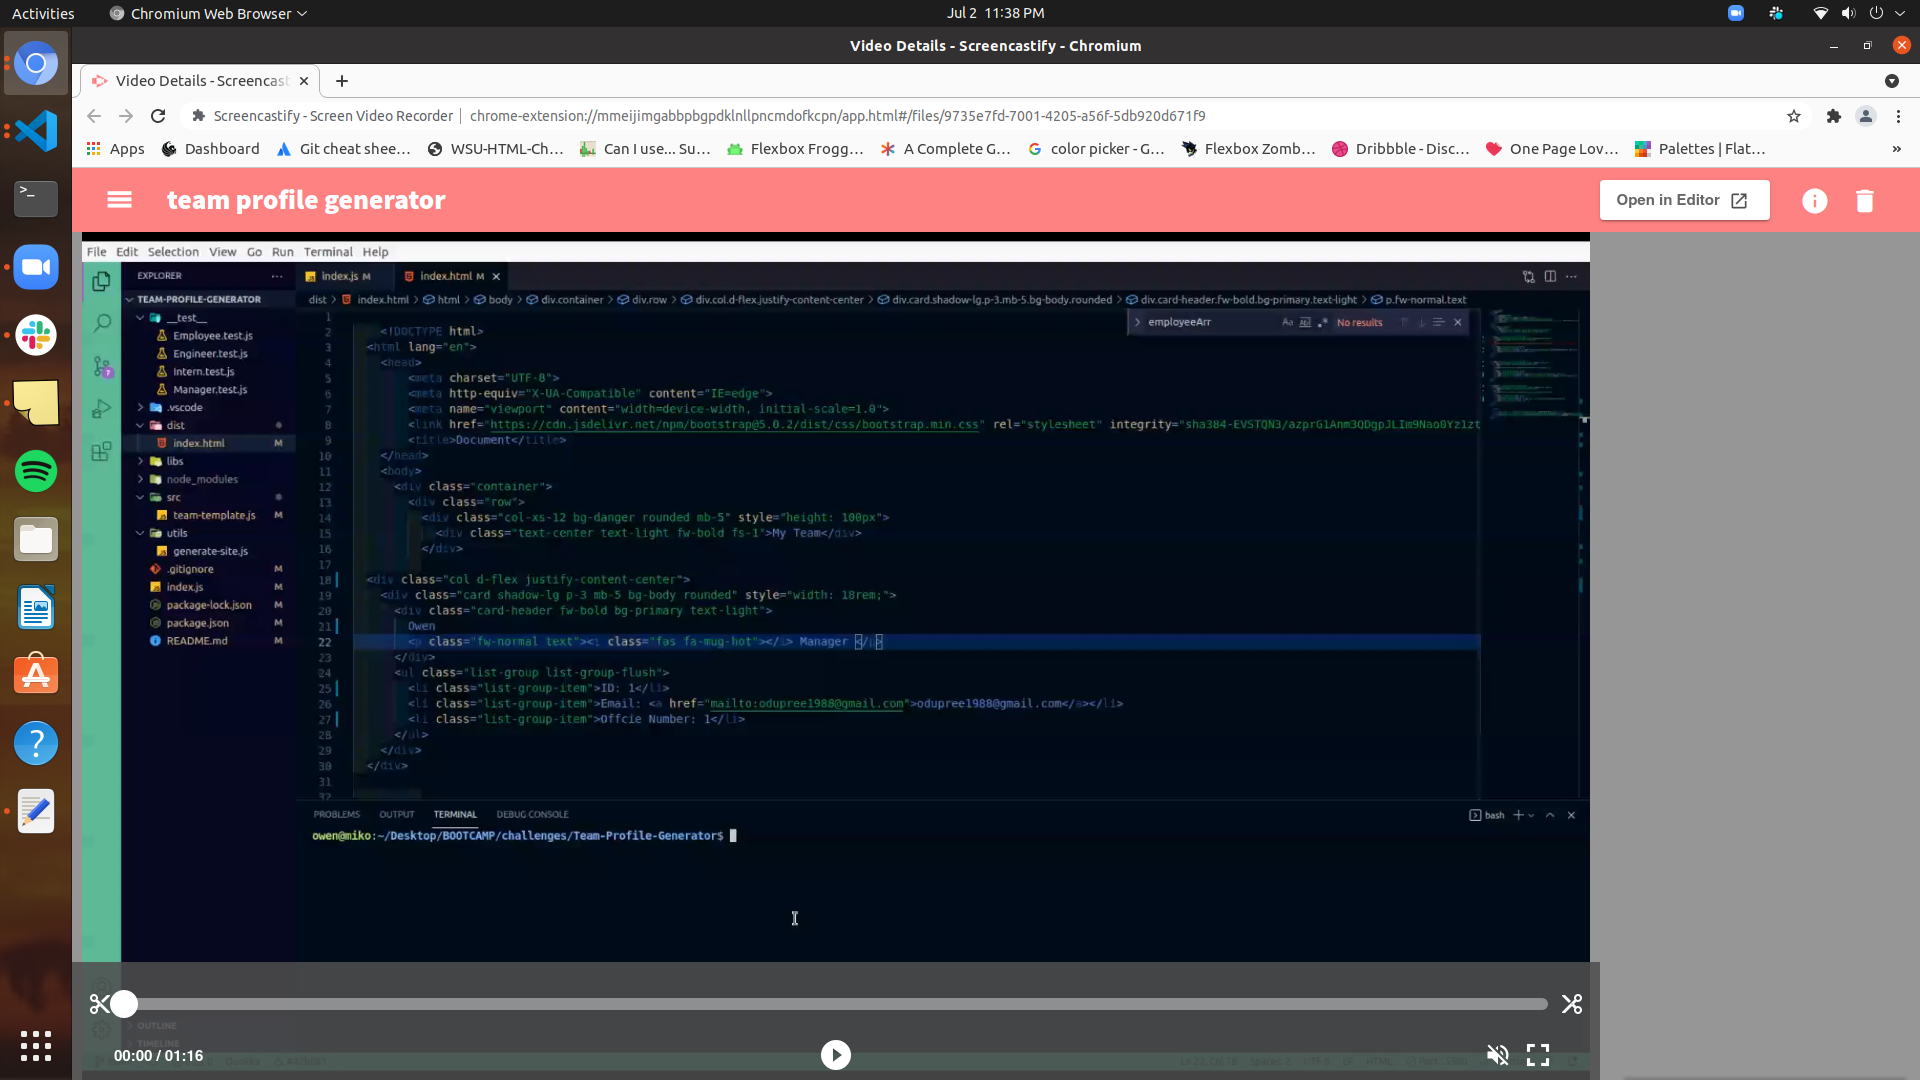 Activities Chromium Web Browser Jul 2 11:38 PM
Video Details - Screencastify - Chromium
Video Details - Screencast
Screencastify - Screen Video Recorder chrome-extension://mmeijimgabbpbgpdklnllpncmdofkcpn/app.html#/files/9735e7fd-7001-4205-a56f-5db920d671f9
Apps Dashboard Git cheat shee... WSU-HTML-Ch... Can I use... Su... Flexbox Frogg... A Complete G... color picker - G... Flexbox Zomb... Dribbble - Disc... One Page Lov... Palettes | Flat... »
team profile generator Open in Editor
File Edit Selection View Go Run Terminal Help
EXPLORER ... index.js M index.html M
TEAM-PROFILE-GENERATOR dist > index.html > html > body > div.container > div.row > div.col.d-flex.justify-content-center > div.card.shadow-lg.p-3.mb-5.bg-body.rounded > div.card-header.fw-bold.bg-primary.text-light > p.fw-normal.text
employeeArr Aa No results
__test__
Employee.test.js
Engineer.test.js
Intern.test.js
Manager.test.js
.vscode
dist
index.html M
libs
node_modules
src
team-template.js M
utils
generate-site.js
.gitignore M
index.js M
package-lock.json M
package.json M
README.md M
1
2 <!DOCTYPE html>
3 <html lang="en">
4 <head>
5 <meta charset="UTF-8">
6 <meta http-equiv="X-UA-Compatible" content="IE=edge">
7 <meta name="viewport" content="width=device-width, initial-scale=1.0">
8 <link href="https://cdn.jsdelivr.net/npm/bootstrap@5.0.2/dist/css/bootstrap.min.css" rel="stylesheet" integrity="sha384-EVSTQN3/azprG1Anm3QDgpJLIm9Nao0Yz1zt
9 <title>Document</title>
10 </head>
11 <body>
12 <div class="container">
13 <div class="row">
14 <div class="col-xs-12 bg-danger rounded mb-5" style="height: 100px">
15 <div class="text-center text-light fw-bold fs-1">My Team</div>
16 </div>
17
18 <div class="col d-flex justify-content-center">
19 <div class="card shadow-lg p-3 mb-5 bg-body rounded" style="width: 18rem;">
20 <div class="card-header fw-bold bg-primary text-light">
21 Owen
22 <p class="fw-normal text"><i class="fas fa-mug-hot"></i> Manager </p>
23 </div>
24 <ul class="list-group list-group-flush">
25 <li class="list-group-item">ID: 1</li>
26 <li class="list-group-item">Email: <a href="mailto:odupree1988@gmail.com">odupree1988@gmail.com</a></li>
27 <li class="list-group-item">Offcie Number: 1</li>
28 </ul>
29 </div>
30 </div>
31
32
PROBLEMS OUTPUT TERMINAL DEBUG CONSOLE bash
owen@miko:~/Desktop/BOOTCAMP/challenges/Team-Profile-Generator$
OUTLINE
TIMELINE
00:00 / 01:16